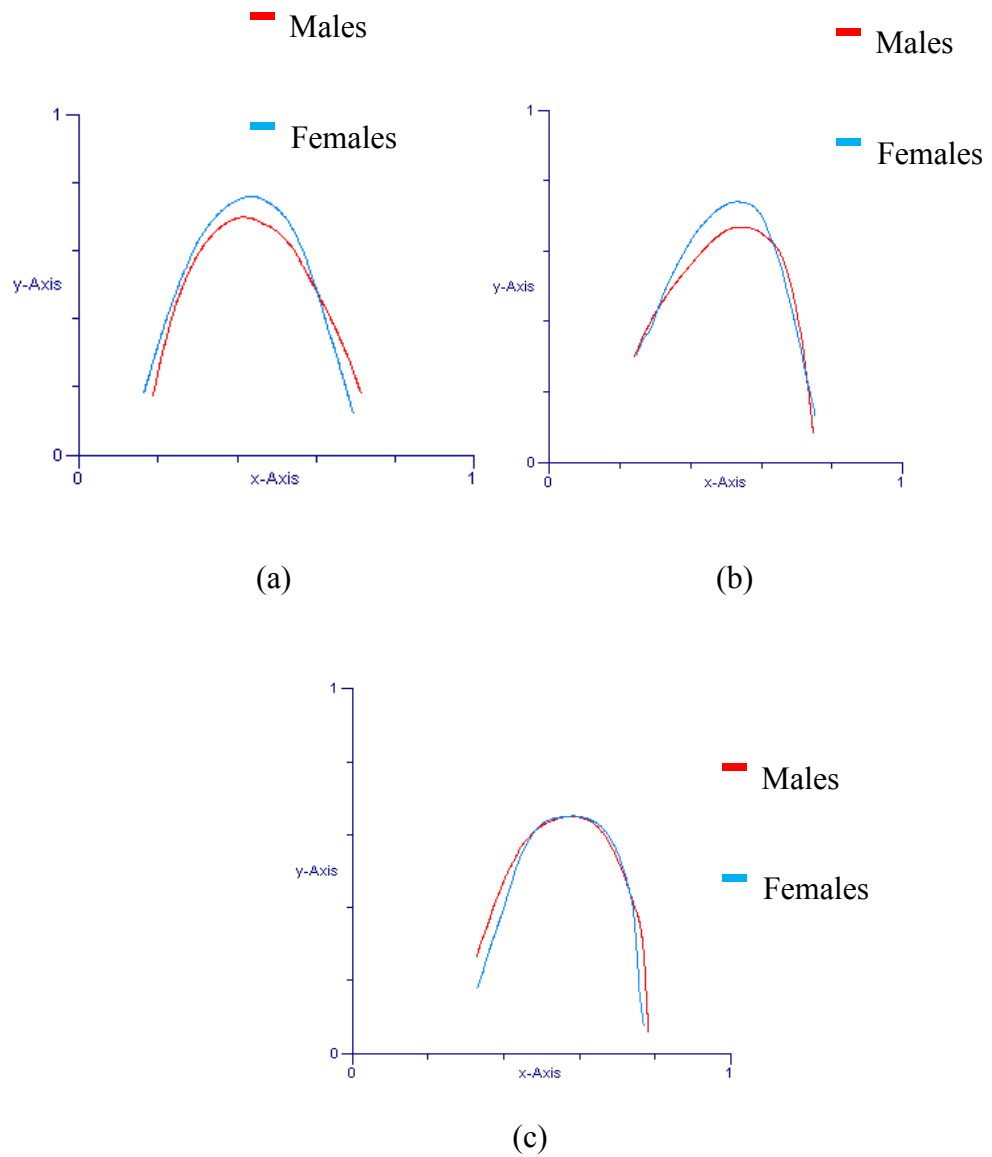 Males
Females
1
y-Axis
0
0
x-Axis
1
(a)
Males
Females
1
y-Axis
0
0
x-Axis
1
(b)
1
Males
y-Axis
Females
0
0
x-Axis
1
(c)